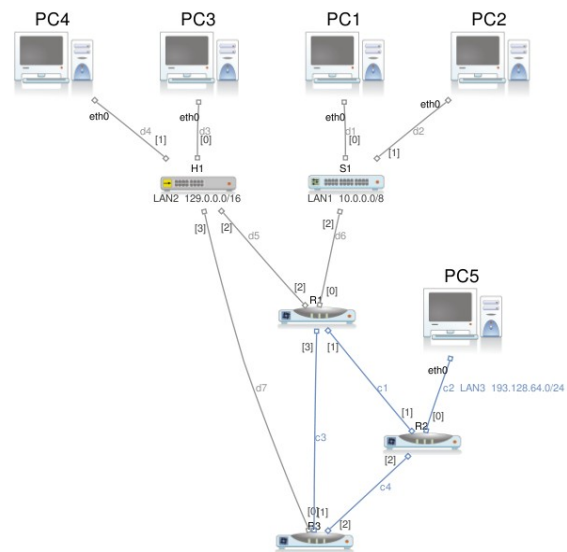 PC4 PC3 PC1 PC2
eth0 eth0 eth0 eth0
d4 d3 d1 d2
[1] [0] [0] [1]
H1 S1
LAN2 129.0.0.0/16 LAN1 10.0.0.0/8
[3] [2] [2]
d5 d6
PC5
[2] [0]
R1
[3] [1]
eth0
d7 c1 c2 LAN3 193.128.64.0/24
[1] [0]
R2
c3 [2]
c4
[0] [1]
R3 [2]